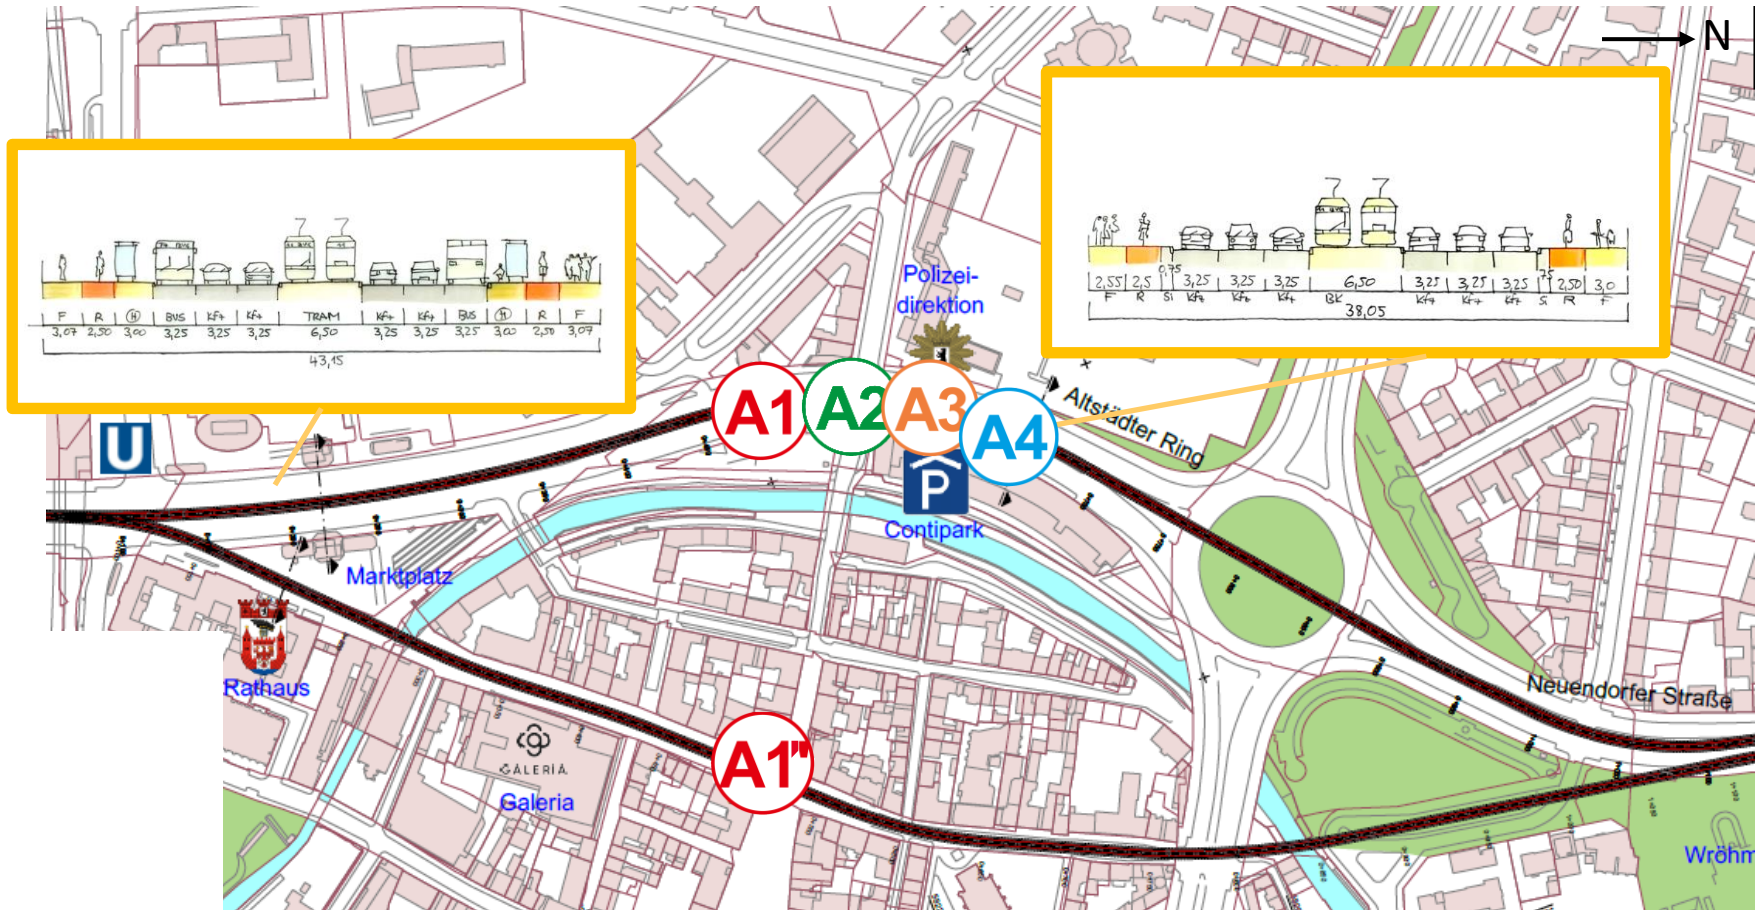 N
F R H BUS Kfz Kfz TRAM Kfz Kfz BUS H R F
3,07 2,50 3,00 3,25 3,25 3,25 6,50 3,25 3,25 3,25 3,00 2,50 3,07
43,15
2,55 2,5 0,75 3,25 3,25 3,25 6,50 3,25 3,25 3,25 75 2,50 3,0
F R Si Kfz Kfz Kfz BK Kfz Kfz Kfz S R F
38,05
Polizei-
direktion
A1 A2 A3 A4
Altstädter Ring
U
P
Contipark
Marktplatz
Rathaus
Neuendorfer Straße
A1"
GALERIA
Galeria
Wröhm